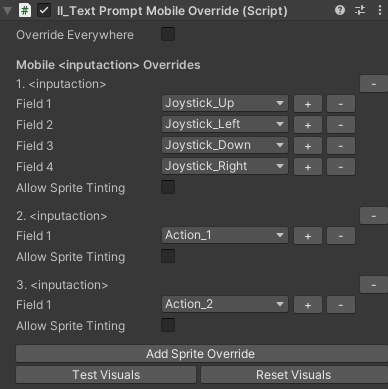 Il_Text Prompt Mobile Override (Script)
Override Everywhere
Mobile <inputaction> Overrides
1. <inputaction> -
Field 1 Joystick_Up + -
Field 2 Joystick_Left + -
Field 3 Joystick_Down + -
Field 4 Joystick_Right + -
Allow Sprite Tinting
2. <inputaction> -
Field 1 Action_1 + -
Allow Sprite Tinting
3. <inputaction> -
Field 1 Action_2 + -
Allow Sprite Tinting
Add Sprite Override
Test Visuals Reset Visuals